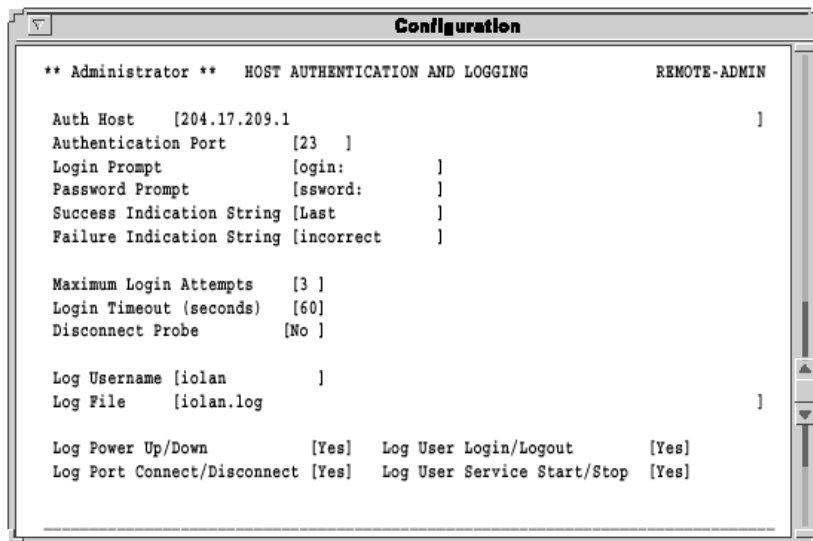 Configuration
** Administrator ** HOST AUTHENTICATION AND LOGGING REMOTE-ADMIN
Auth Host [204.17.209.1 ]
Authentication Port [23 ]
Login Prompt [ogin: ]
Password Prompt [ssword: ]
Success Indication String [Last ]
Failure Indication String [incorrect ]
Maximum Login Attempts [3 ]
Login Timeout (seconds) [60]
Disconnect Probe [No ]
Log Username [iolan ]
Log File [iolan.log ]
Log Power Up/Down [Yes] Log User Login/Logout [Yes]
Log Port Connect/Disconnect [Yes] Log User Service Start/Stop [Yes]